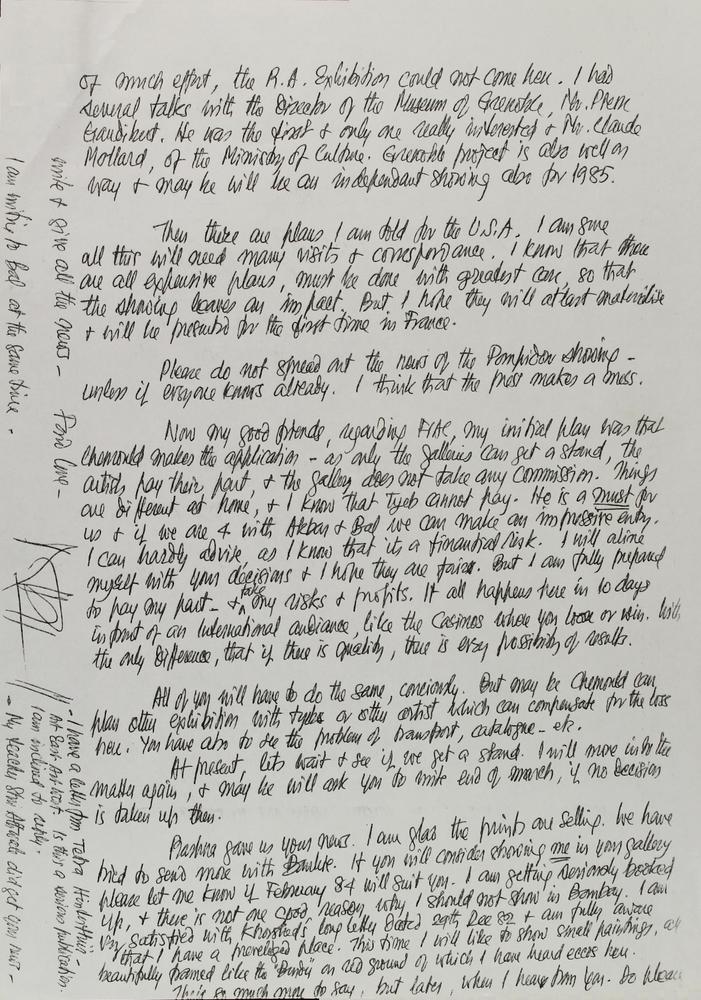 of much effort, the R.A. Exhibition could not come here. I had
several talks with the Director of the Museum of Grenoble, Mr. Pierre
Gaudibert. He was the first & only one really interested & Mr. Claude
Mollard, of the Ministry of Culture. Grenoble project is also well on
way & may be will be an independant showing also for 1985.
Then there are plans I am told for the U.S.A. I am sure
all this will need many visits & correspondance. I know that these
are all expensive plans, must be done with greatest care, so that
the showing leaves an impact. But I hope they will atlast materialise
& will be presented for the first time in France.
Please do not spread out the news of the Pompidou showing -
unless if everyone knows already. I think that the press makes a mess.
Now my good friends, regarding FIAC, my initial plan was that
Chemould makes the application - as only the galleries can get a stand, the
artists pay their part, & the gallery does not take any commission. Things
are different at home, & I know that Tyeb cannot pay. He is a must for
us & if we are 4 with Akbar & Bal we can make an impressive entry.
I can hardly advise, as I know that its a financial risk. I will aline
myself with your decisions & I hope they are fair. But I am fully prepared
to pay my part - & take my risks & profits. It all happens here in 10 days
in front of an International audiance, like the Casinos where you loose or win. With
the only difference, that if there is quality, there is every possibility of results.
All of you will have to do the same, conciously. But may be Chemould can
plan other exhibition with Tyeb or other artist which can compensate for the loss
here. You have also to see the problem of transport, catalogue - etc.
At present, lets wait & see if we get a stand. I will move into the
matter again, & may be will ask you to write end of march, if no decision
is taken up then.
Prashna gave us your news. I am glad the prints are selling. We have
tried to send more with. If you will consider showing me in your gallery
please let me know if February 84 will suit you. I am getting seriously booked
up, & there is not one good reason why I should not show in Bombay. I am
very satisfied with Khorshed's long letter dated 29th Dec 82 & am fully aware
that I have a priveleged place. This time I will like to show small paintings, all
beautifully framed like the "Bindu" on red ground of which I have heard echos here.
There is so much more to say, but later, when I hear from you. Do please
write & give all the news - Fond love -
I am writing to Bal at the same time -
- I have a letter from
Art East Art West. Is this a serious publication.
I am inclined to reply.
- My teacher did get your